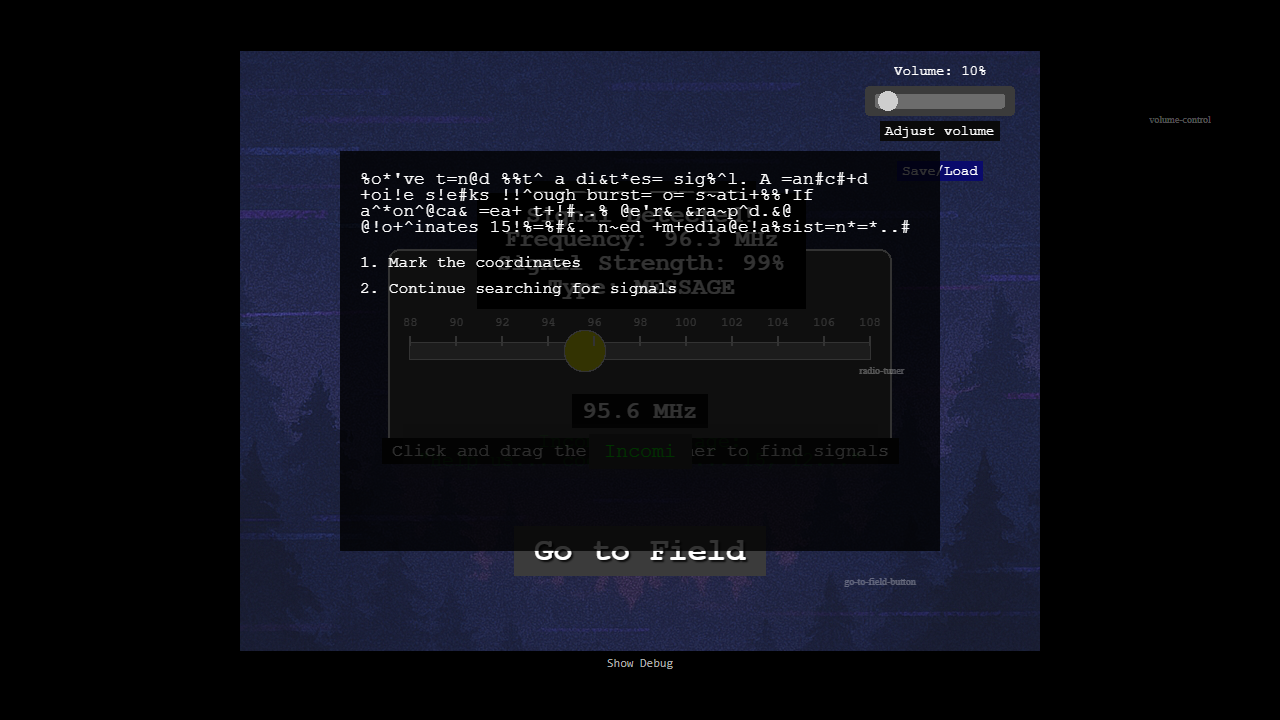 Volume: 10%
Adjust volume
volume-control
Save/Load
%o*'ve t=n@d %%t^ a di&t*es= sig%^l. A =an#c#+d
+oi!e s!e#ks !!^ough burst= o= s~ati+%%'If
a^*on^@ca& =ea+ t+!#..% @e'r& &ra~p^d.&@
@!o+^inates 15!%=%#&. n~ed +m+edia@e!a%sist=n*=*..#
1. Mark the coordinates
2. Continue searching for signals
Signal Detected!
Frequency: 96.3 MHz
Signal Strength: 99%
Type: MESSAGE
88 90 92 94 96 98 100 102 104 106 108
radio-tuner
95.6 MHz
Click and drag the
Incomi
er to find signals
Go to Field
go-to-field-button
Show Debug